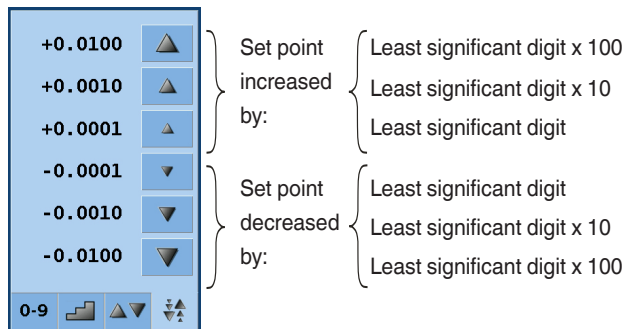 +0.0100
+0.0010
+0.0001
-0.0001
-0.0010
-0.0100
0-9
Set point
increased
by:
Least significant digit x 100
Least significant digit x 10
Least significant digit
Set point
decreased
by:
Least significant digit
Least significant digit x 10
Least significant digit x 100